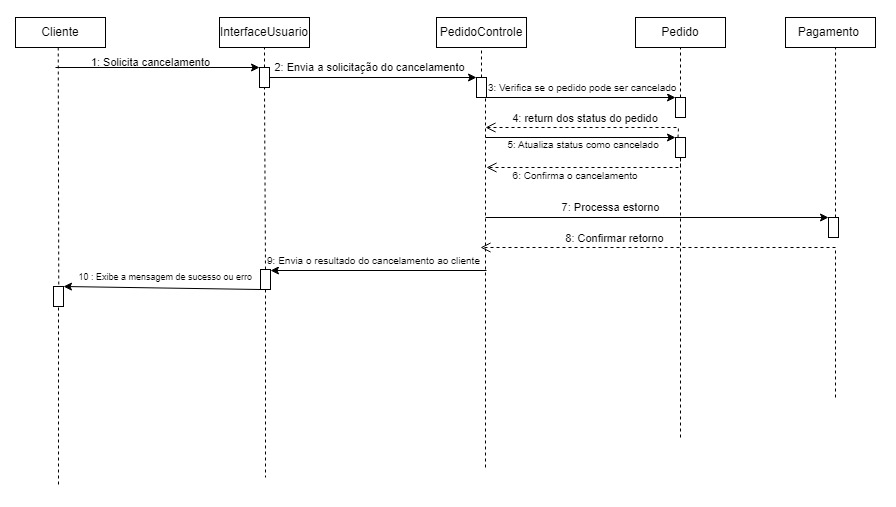 Cliente
InterfaceUsuario
PedidoControle
Pedido
Pagamento
1: Solicita cancelamento
2: Envia a solicitação do cancelamento
3: Verifica se o pedido pode ser cancelado
4: return dos status do pedido
5: Atualiza status como cancelado
6: Confirma o cancelamento
7: Processa estorno
8: Confirmar retorno
9: Envia o resultado do cancelamento ao cliente
10 : Exibe a mensagem de sucesso ou erro